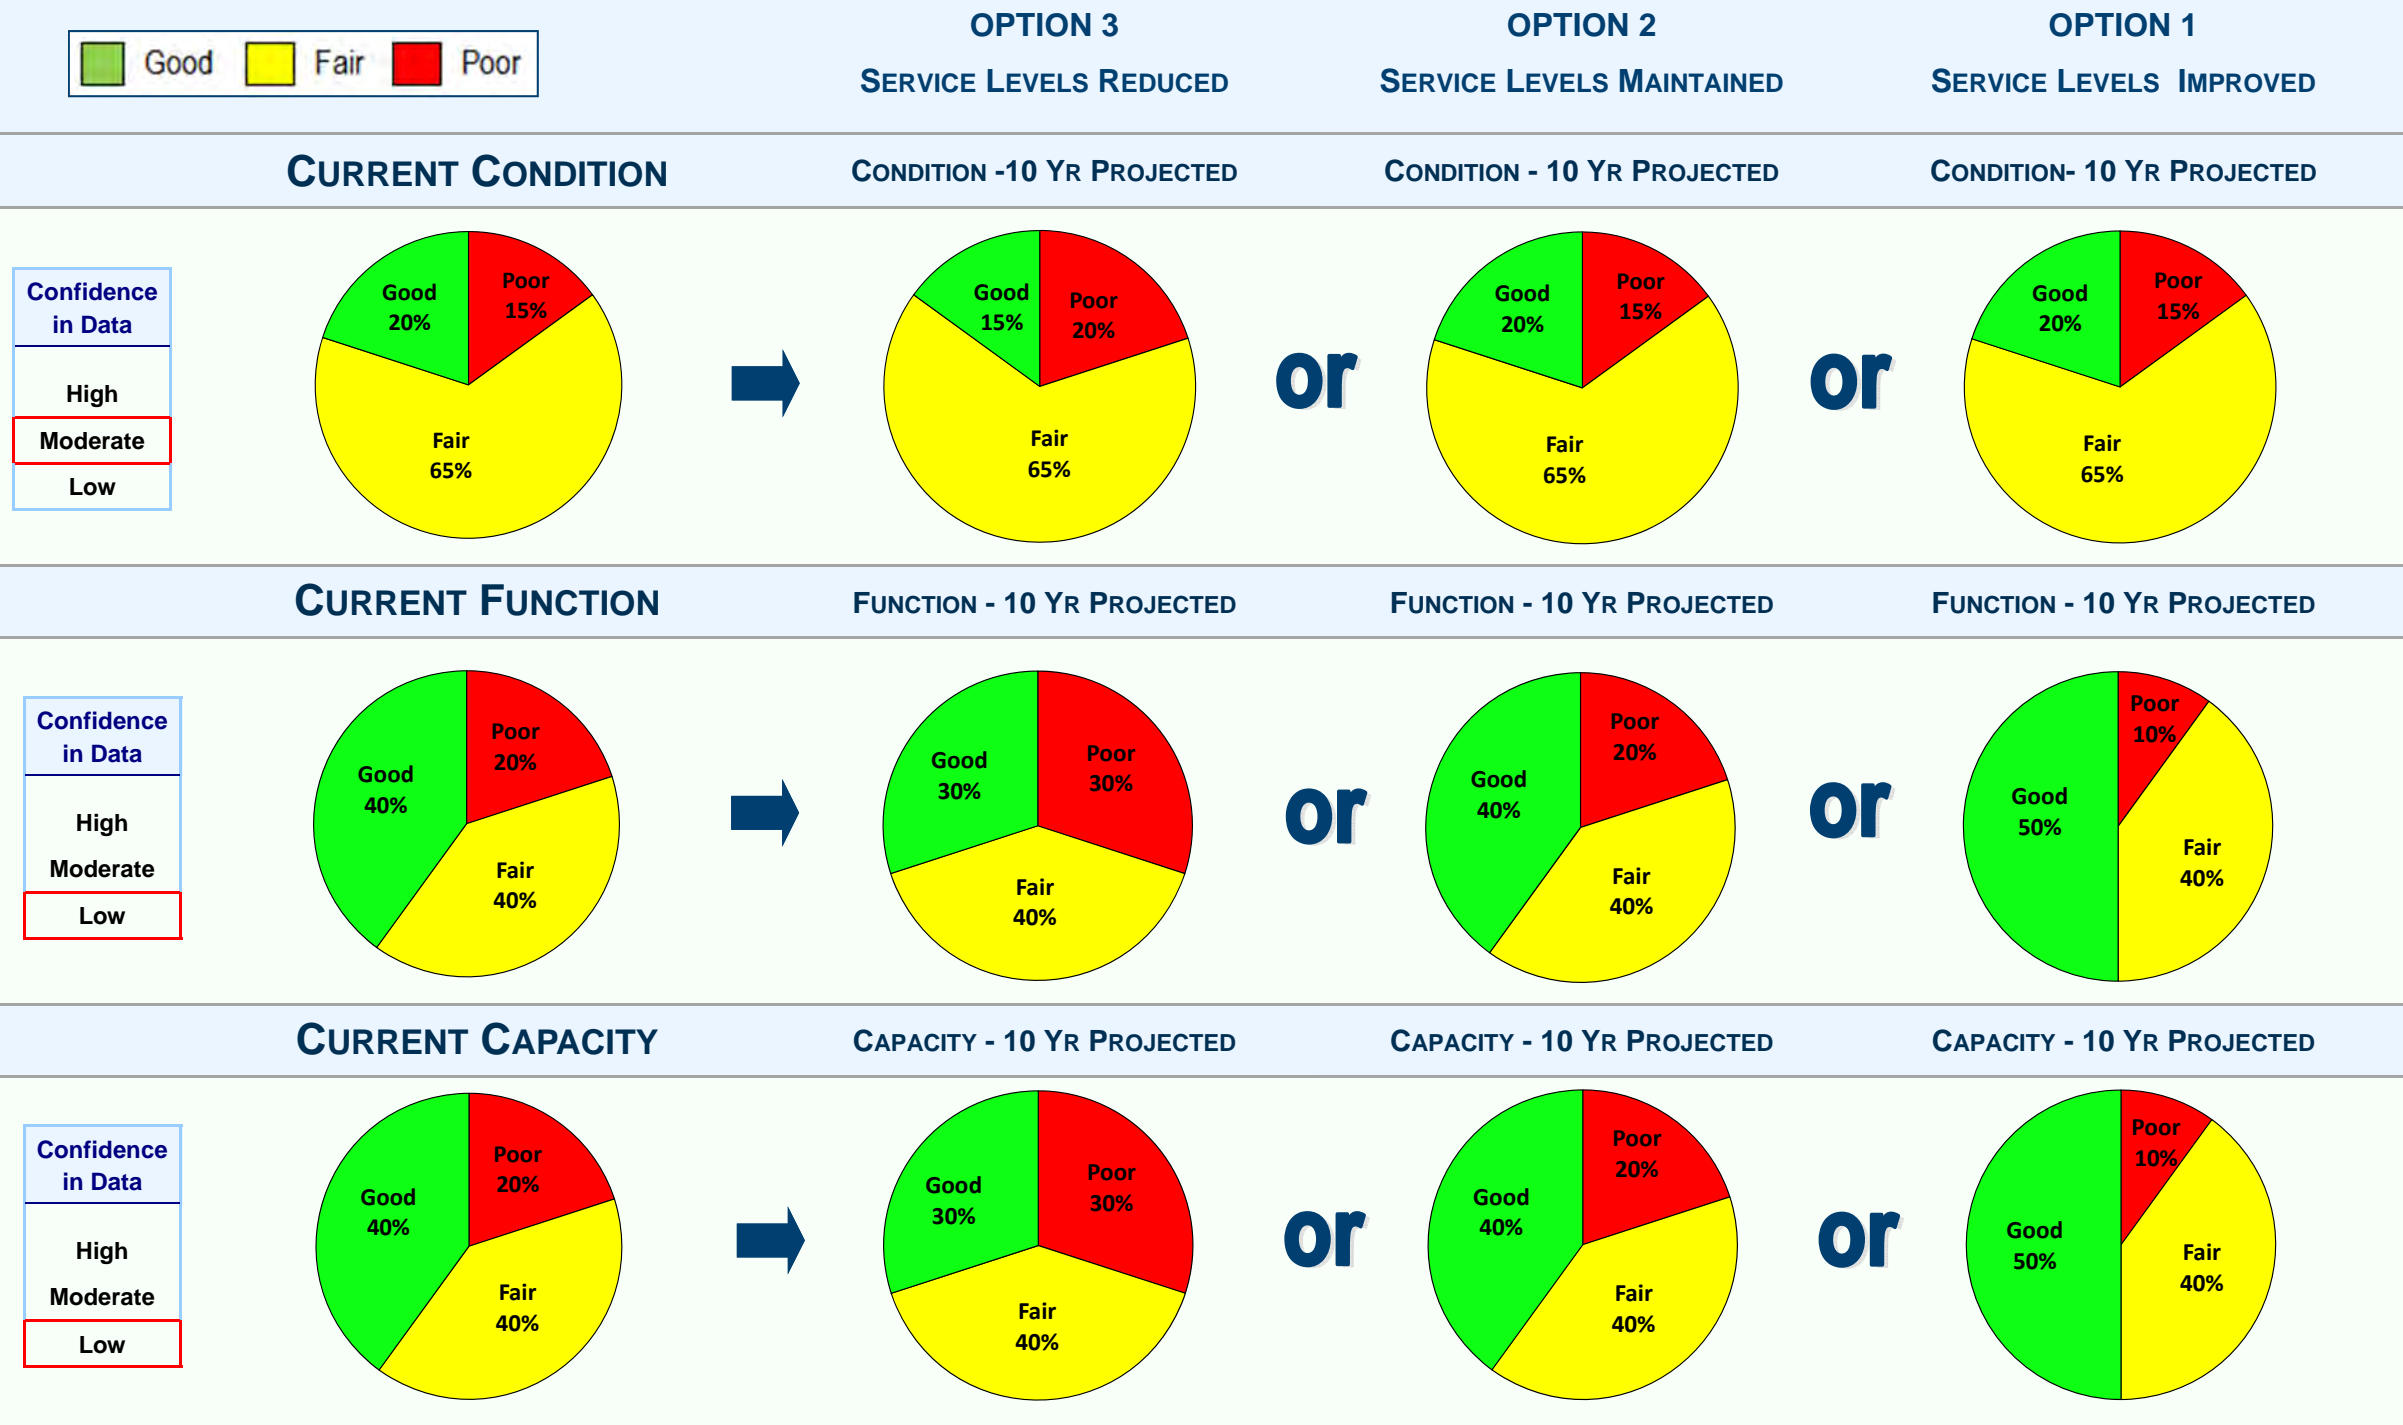 OPTION 3
OPTION 2
OPTION 1
Good Fair Poor
SERVICE LEVELS REDUCED
SERVICE LEVELS MAINTAINED
SERVICE LEVELS IMPROVED
CURRENT CONDITION
CONDITION -10 YR PROJECTED
CONDITION - 10 YR PROJECTED
CONDITION- 10 YR PROJECTED
Confidence
in Data
High
Moderate
Low
Good
20%
Poor
15%
Fair
65%
Good
15%
Poor
20%
Fair
65%
or
Good
20%
Poor
15%
Fair
65%
or
Good
20%
Poor
15%
Fair
65%
CURRENT FUNCTION
FUNCTION - 10 YR PROJECTED
FUNCTION - 10 YR PROJECTED
FUNCTION - 10 YR PROJECTED
Confidence
in Data
High
Moderate
Low
Good
40%
Poor
20%
Fair
40%
Good
30%
Poor
30%
Fair
40%
or
Good
40%
Poor
20%
Fair
40%
or
Good
50%
Poor
10%
Fair
40%
CURRENT CAPACITY
CAPACITY - 10 YR PROJECTED
CAPACITY - 10 YR PROJECTED
CAPACITY - 10 YR PROJECTED
Confidence
in Data
High
Moderate
Low
Good
40%
Poor
20%
Fair
40%
Good
30%
Poor
30%
Fair
40%
or
Good
40%
Poor
20%
Fair
40%
or
Good
50%
Poor
10%
Fair
40%